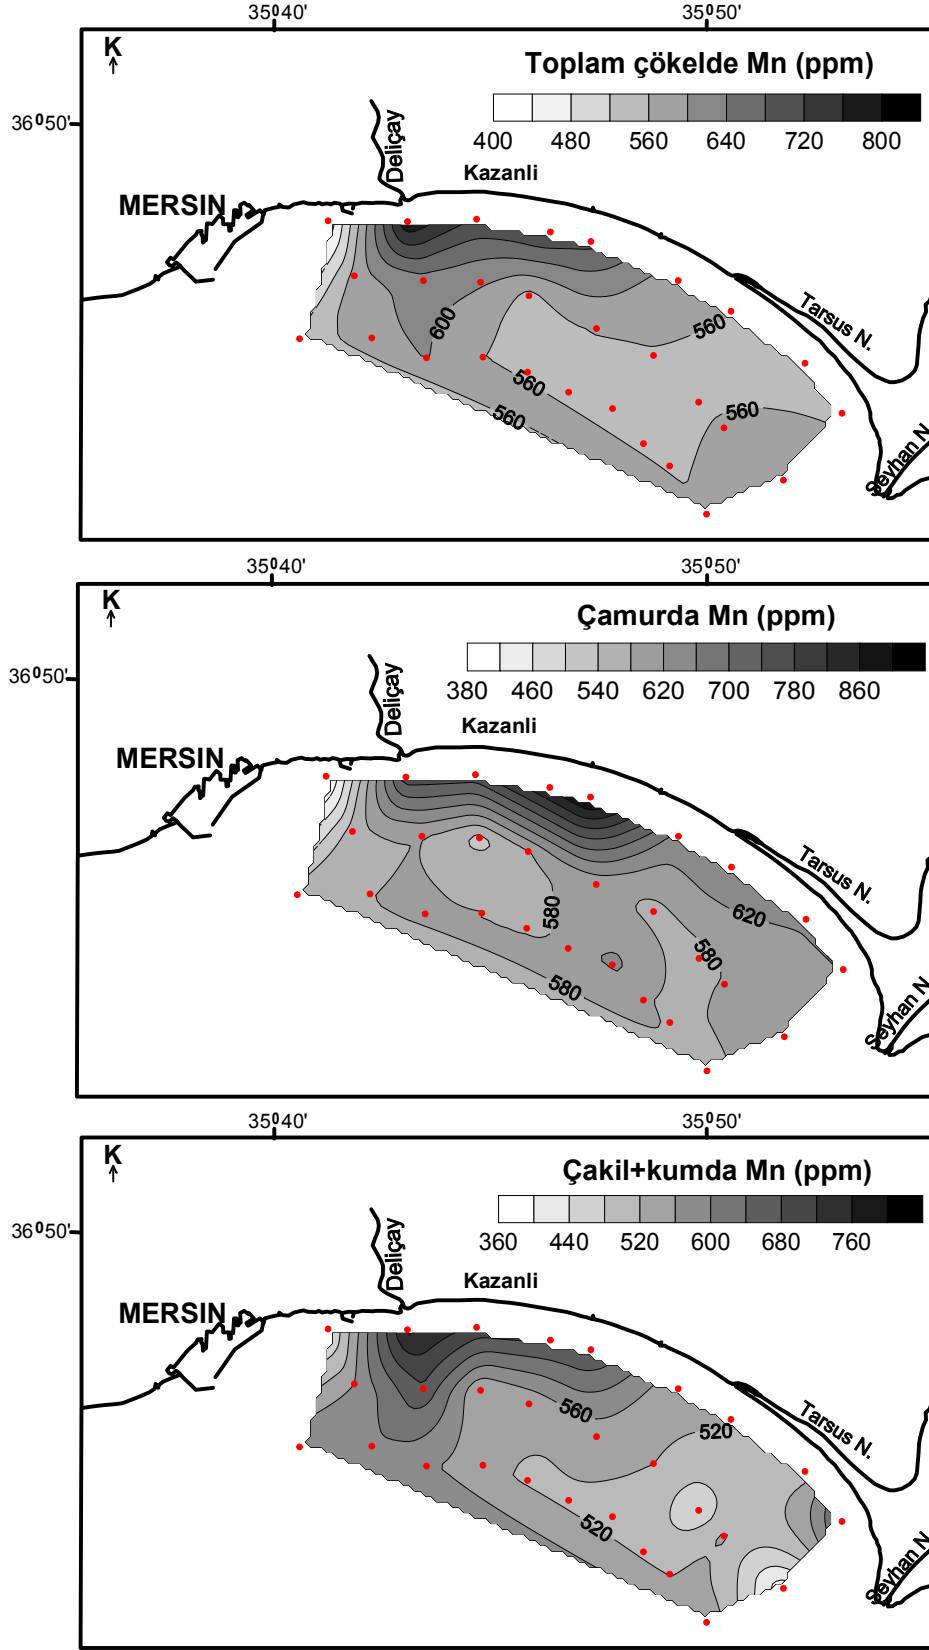 35⁰40' 35⁰50'
K
Toplam çökelde Mn (ppm)
36⁰50'
400 480 560 640 720 800
Deliçay
Kazanli
MERSIN
Tarsus N.
600
560
560
560
560
Seyhan N
35⁰40' 35⁰50'
K
Çamurda Mn (ppm)
36⁰50'
380 460 540 620 700 780 860
Deliçay
Kazanli
MERSIN
Tarsus N.
580
620
580
580
Seyhan N
35⁰40' 35⁰50'
K
Çakil+kumda Mn (ppm)
36⁰50'
360 440 520 600 680 760
Deliçay
Kazanli
MERSIN
Tarsus N.
560
520
520
Seyhan N